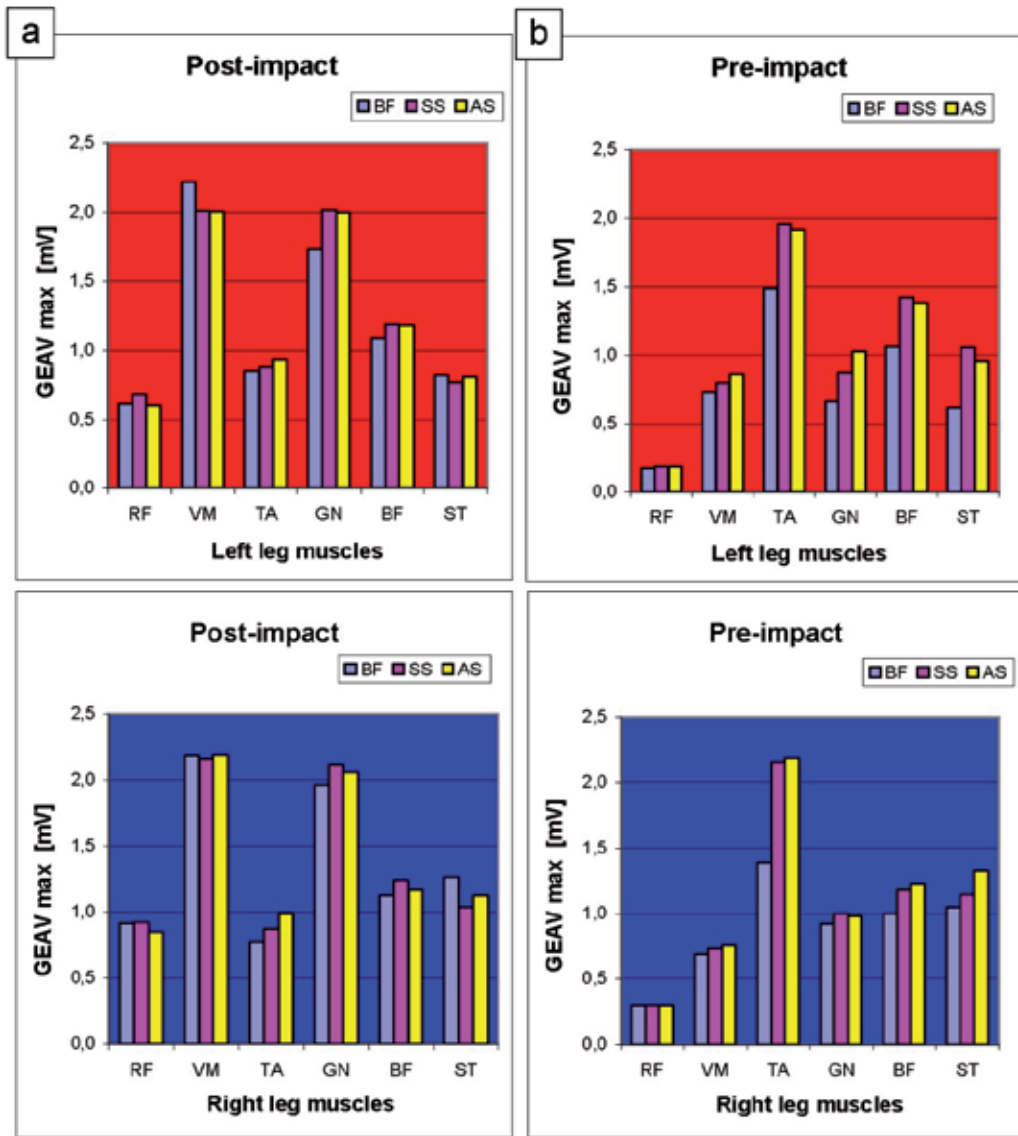 a
Post-impact
BF SS AS
GEAV max [mV]
2,5
2,0
1,5
1,0
0,5
0,0
RF VM TA GN BF ST
Left leg muscles
b
Pre-impact
BF SS AS
GEAV max [mV]
2,5
2,0
1,5
1,0
0,5
0,0
RF VM TA GN BF ST
Left leg muscles
Post-impact
BF SS AS
GEAV max [mV]
2,5
2,0
1,5
1,0
0,5
0,0
RF VM TA GN BF ST
Right leg muscles
Pre-impact
BF SS AS
GEAV max [mV]
2,5
2,0
1,5
1,0
0,5
0,0
RF VM TA GN BF ST
Right leg muscles